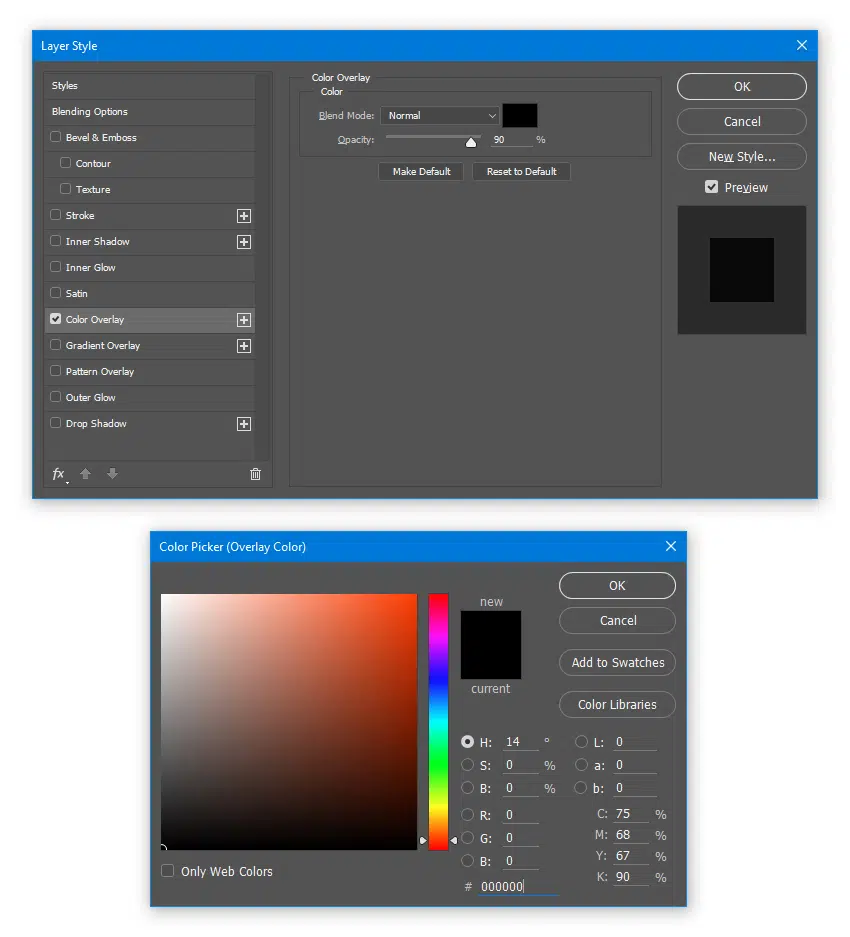 Layer Style
Styles
Blending Options
Bevel & Emboss
Contour
Texture
Stroke
Inner Shadow
Inner Glow
Satin
Color Overlay
Gradient Overlay
Pattern Overlay
Outer Glow
Drop Shadow
fx
Color Overlay
Color
Blend Mode: Normal
Opacity: 90 %
Make Default Reset to Default
OK
Cancel
New Style...
Preview
Color Picker (Overlay Color)
new
current
OK
Cancel
Add to Swatches
Color Libraries
H: 14 ° L: 0
S: 0 % a: 0
B: 0 % b: 0
R: 0 C: 75 %
G: 0 M: 68 %
B: 0 Y: 67 %
# 000000 K: 90 %
Only Web Colors